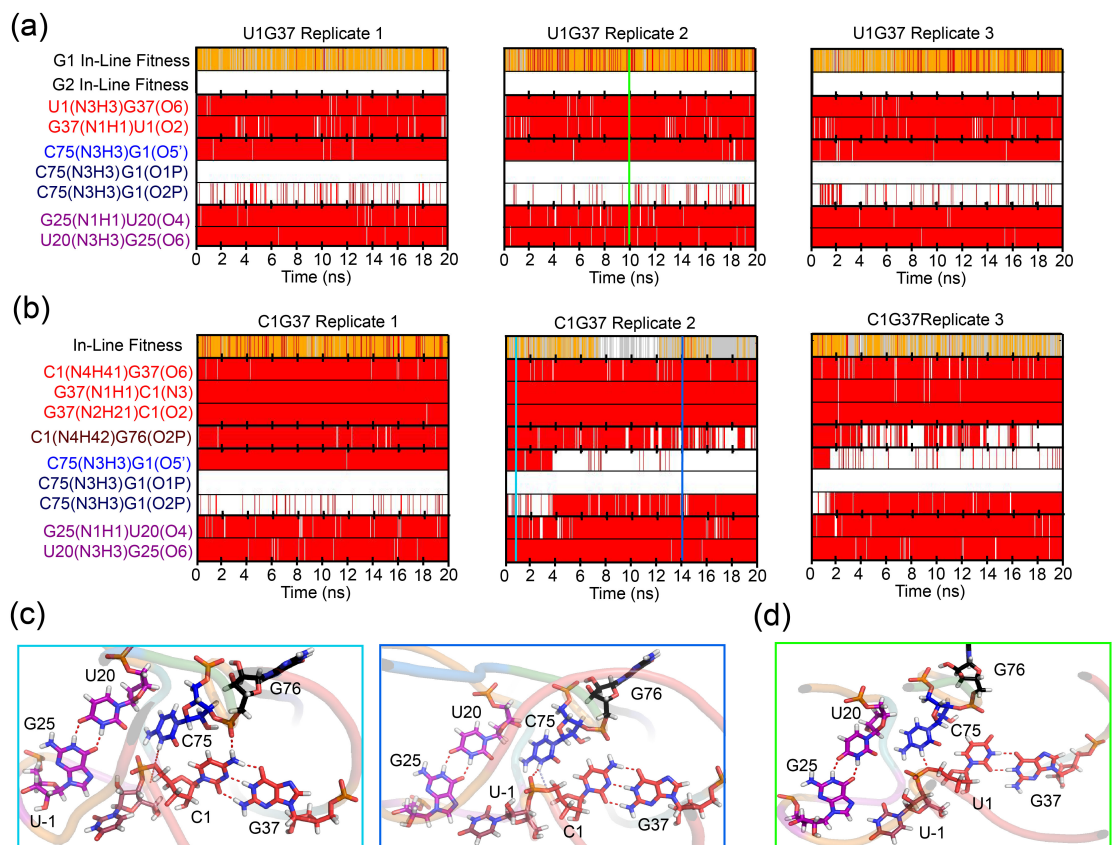 (a)
U1G37 Replicate 1
U1G37 Replicate 2
U1G37 Replicate 3
G1 In-Line Fitness
G2 In-Line Fitness
U1(N3H3)G37(O6)
G37(N1H1)U1(O2)
C75(N3H3)G1(O5')
C75(N3H3)G1(O1P)
C75(N3H3)G1(O2P)
G25(N1H1)U20(O4)
U20(N3H3)G25(O6)
0 2 4 6 8 10 12 14 16 18 20
0 2 4 6 8 10 12 14 16 18 20
0 2 4 6 8 10 12 14 16 18 20
Time (ns)
Time (ns)
Time (ns)
(b)
C1G37 Replicate 1
C1G37 Replicate 2
C1G37Replicate 3
In-Line Fitness
C1(N4H41)G37(O6)
G37(N1H1)C1(N3)
G37(N2H21)C1(O2)
C1(N4H42)G76(O2P)
C75(N3H3)G1(O5')
C75(N3H3)G1(O1P)
C75(N3H3)G1(O2P)
G25(N1H1)U20(O4)
U20(N3H3)G25(O6)
0 2 4 6 8 10 12 14 16 18 20
0 2 4 6 8 10 12 14 16 18 20
0 2 4 6 8 10 12 14 16 18 20
Time (ns)
Time (ns)
Time (ns)
(c)
U20
G76
G25
C75
U-1
C1
G37
U20
G76
C75
G25
U-1
C1
G37
(d)
G76
U20
C75
G25
U1
G37
U-1